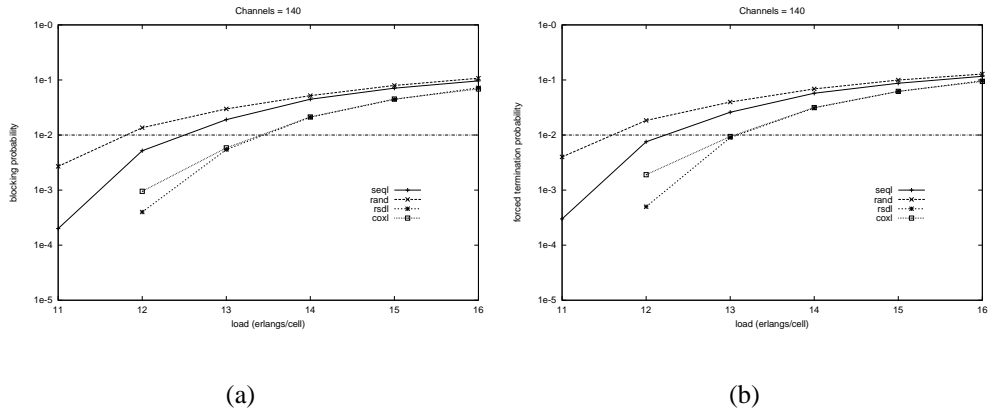 Channels = 140
1e-0
1e-1
1e-2
1e-3
1e-4
1e-5
blocking probability
seql
rand
rsdl
coxl
11 12 13 14 15 16
load (erlangs/cell)
(a)
Channels = 140
1e-0
1e-1
1e-2
1e-3
1e-4
1e-5
forced termination probability
seql
rand
rsdl
coxl
11 12 13 14 15 16
load (erlangs/cell)
(b)